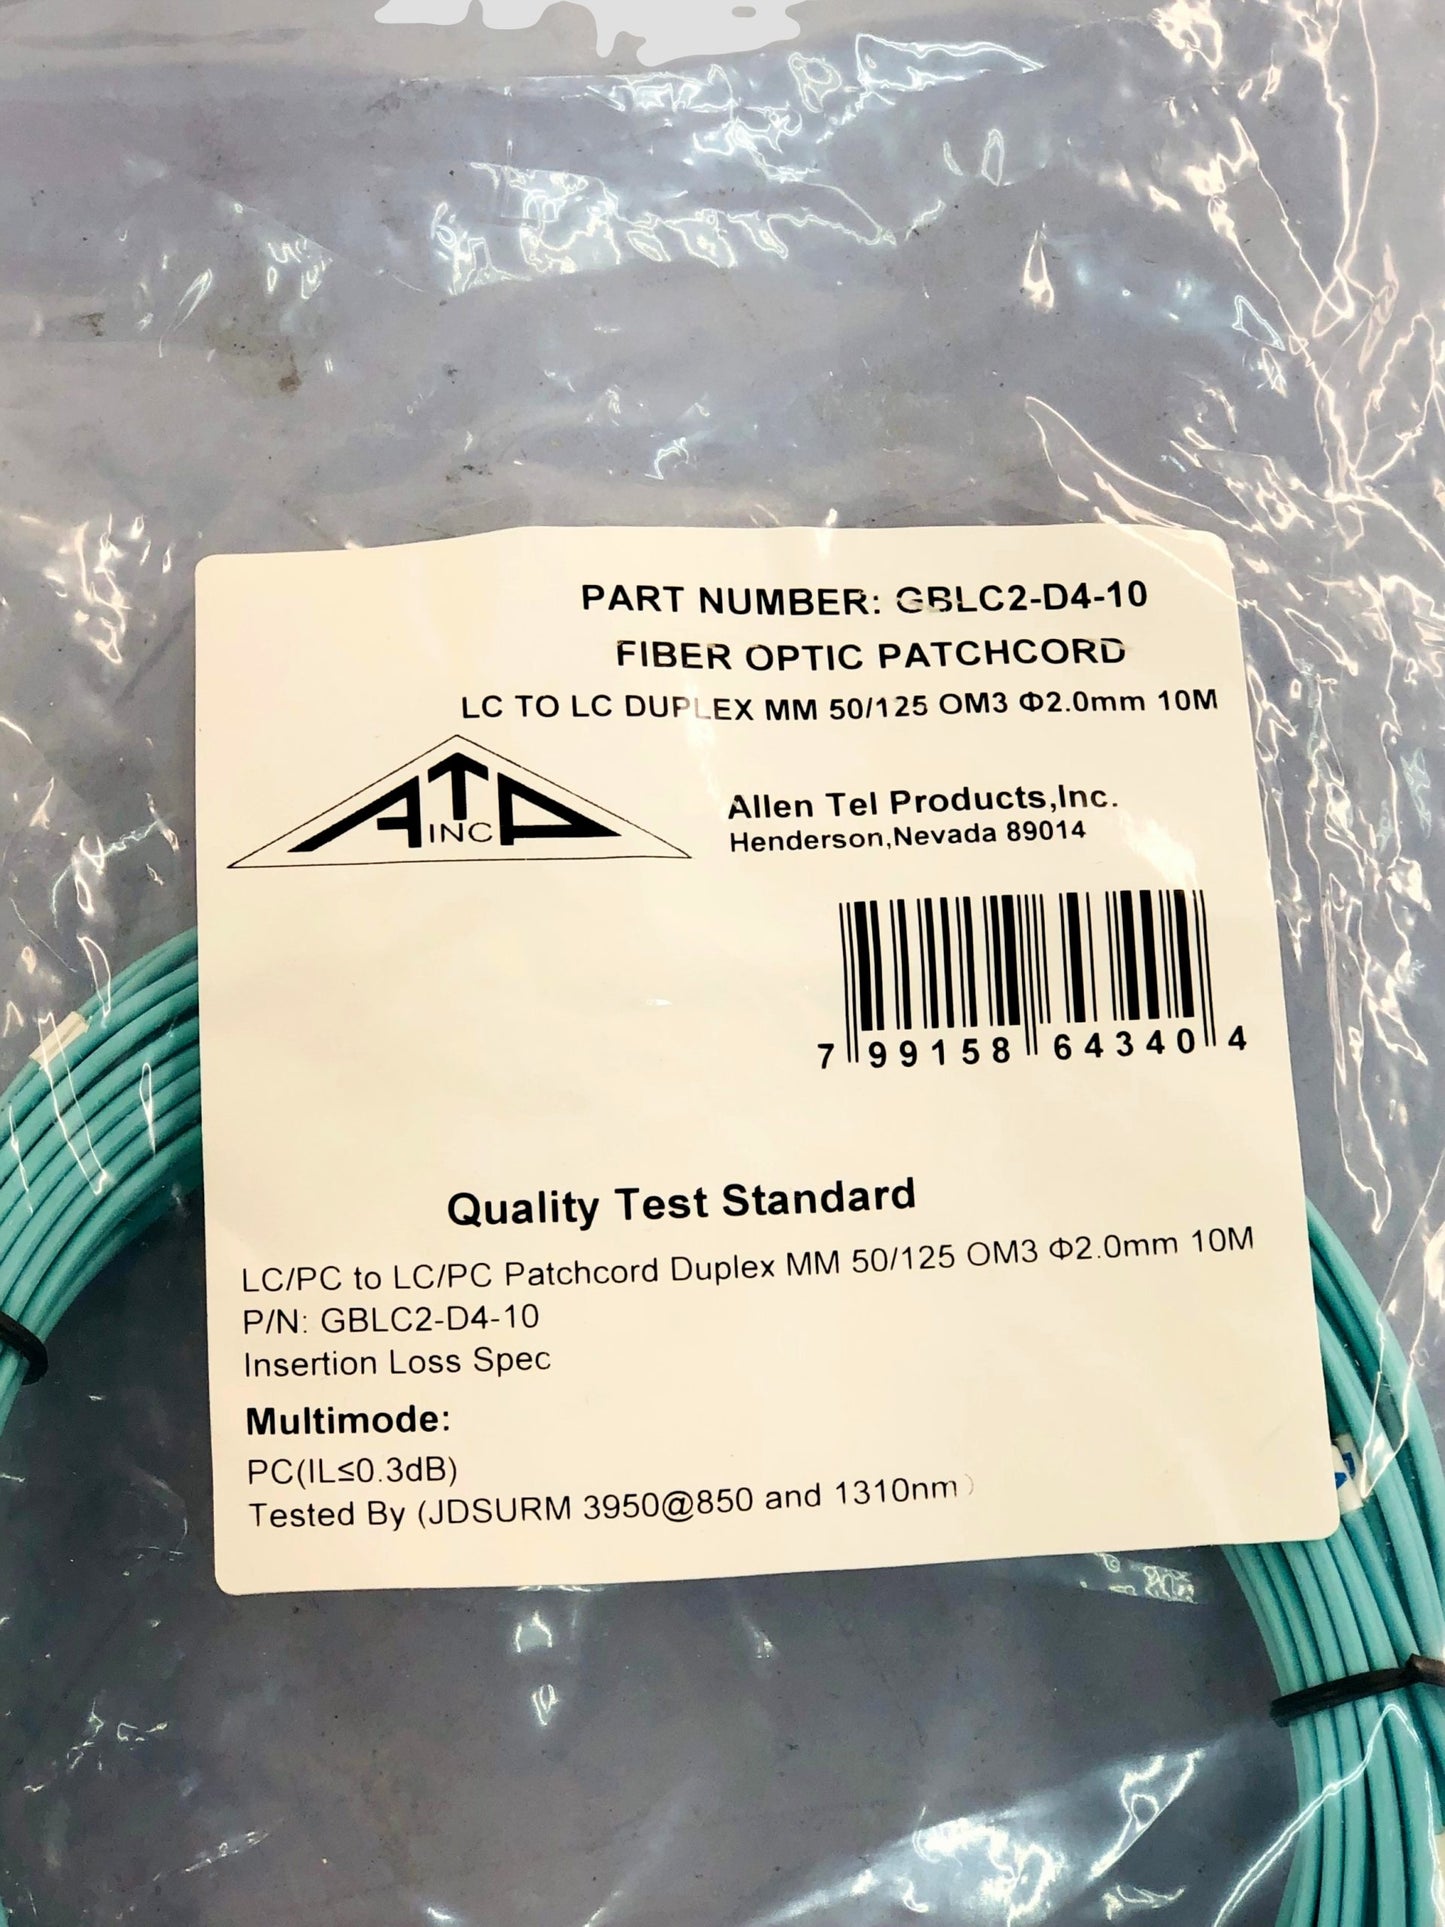 PART NUMBER: GBLC2-D4-10
FIBER OPTIC PATCHCORD
LC TO LC DUPLEX MM 50/125 OM3 Φ2.0mm 10M
ATP
INC
Allen Tel Products,Inc.
Henderson,Nevada 89014
7 99158 64340 4
Quality Test Standard
LC/PC to LC/PC Patchcord Duplex MM 50/125 OM3 Φ2.0mm 10M
P/N: GBLC2-D4-10
Insertion Loss Spec
Multimode:
PC(IL≤0.3dB)
Tested By (JDSURM 3950@850 and 1310nm)